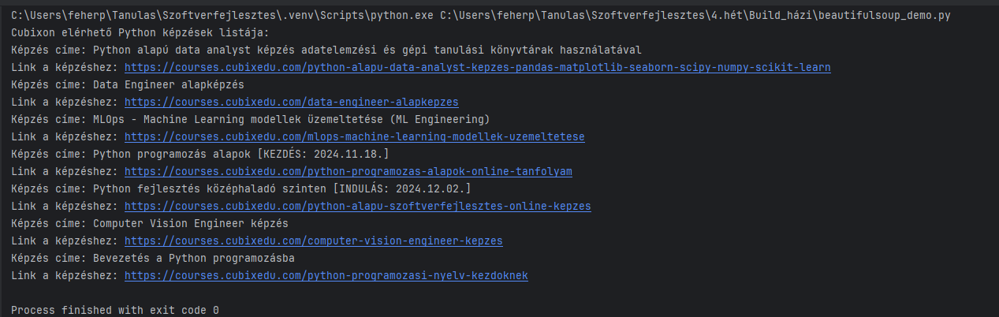 C:\Users\feherp\Tanulas\Szoftverfejlesztes\.venv\Scripts\python.exe C:\Users\feherp\Tanulas\Szoftverfejlesztes\4.hét\Build_házi\beautifulsoup_demo.py
Cubixon elérhető Python képzések listája:
Képzés címe: Python alapú data analyst képzés adatelemzési és gépi tanulási könyvtárak használatával
Link a képzéshez: https://courses.cubixedu.com/python-alapu-data-analyst-kepzes-pandas-matplotlib-seaborn-scipy-numpy-scikit-learn
Képzés címe: Data Engineer alapképzés
Link a képzéshez: https://courses.cubixedu.com/data-engineer-alapkepzes
Képzés címe: MLOps - Machine Learning modellek üzemeltetése (ML Engineering)
Link a képzéshez: https://courses.cubixedu.com/mlops-machine-learning-modellek-uzemeltetese
Képzés címe: Python programozás alapok [KEZDÉS: 2024.11.18.]
Link a képzéshez: https://courses.cubixedu.com/python-programozas-alapok-online-tanfolyam
Képzés címe: Python fejlesztés középhaladó szinten [INDULÁS: 2024.12.02.]
Link a képzéshez: https://courses.cubixedu.com/python-alapu-szoftverfejlesztes-online-kepzes
Képzés címe: Computer Vision Engineer képzés
Link a képzéshez: https://courses.cubixedu.com/computer-vision-engineer-kepzes
Képzés címe: Bevezetés a Python programozásba
Link a képzéshez: https://courses.cubixedu.com/python-programozasi-nyelv-kezdoknek
Process finished with exit code 0